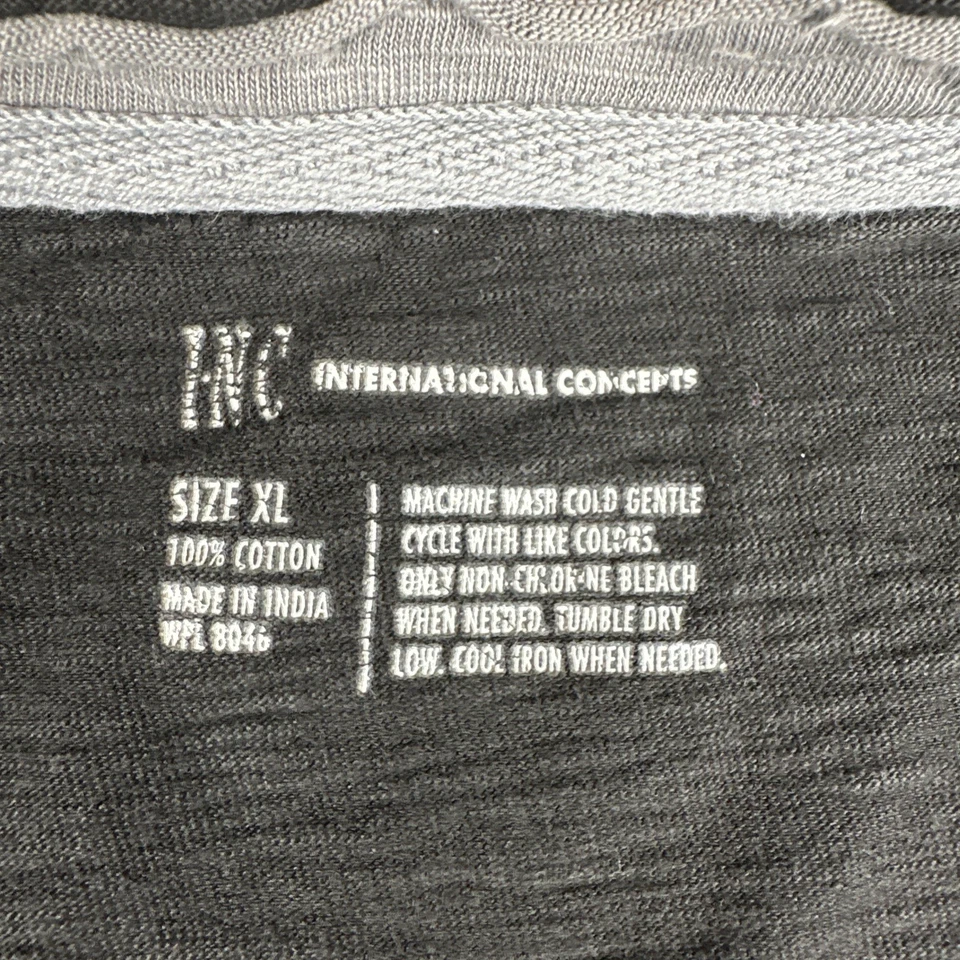 INC INTERNATIONAL CONCEPTS
SIZE XL
100% COTTON
MADE IN INDIA
WPL 8046
MACHINE WASH COLD GENTLE
CYCLE WITH LIKE COLORS.
ONLY NON-CHLORINE BLEACH
WHEN NEEDED. TUMBLE DRY
LOW. COOL IRON WHEN NEEDED.